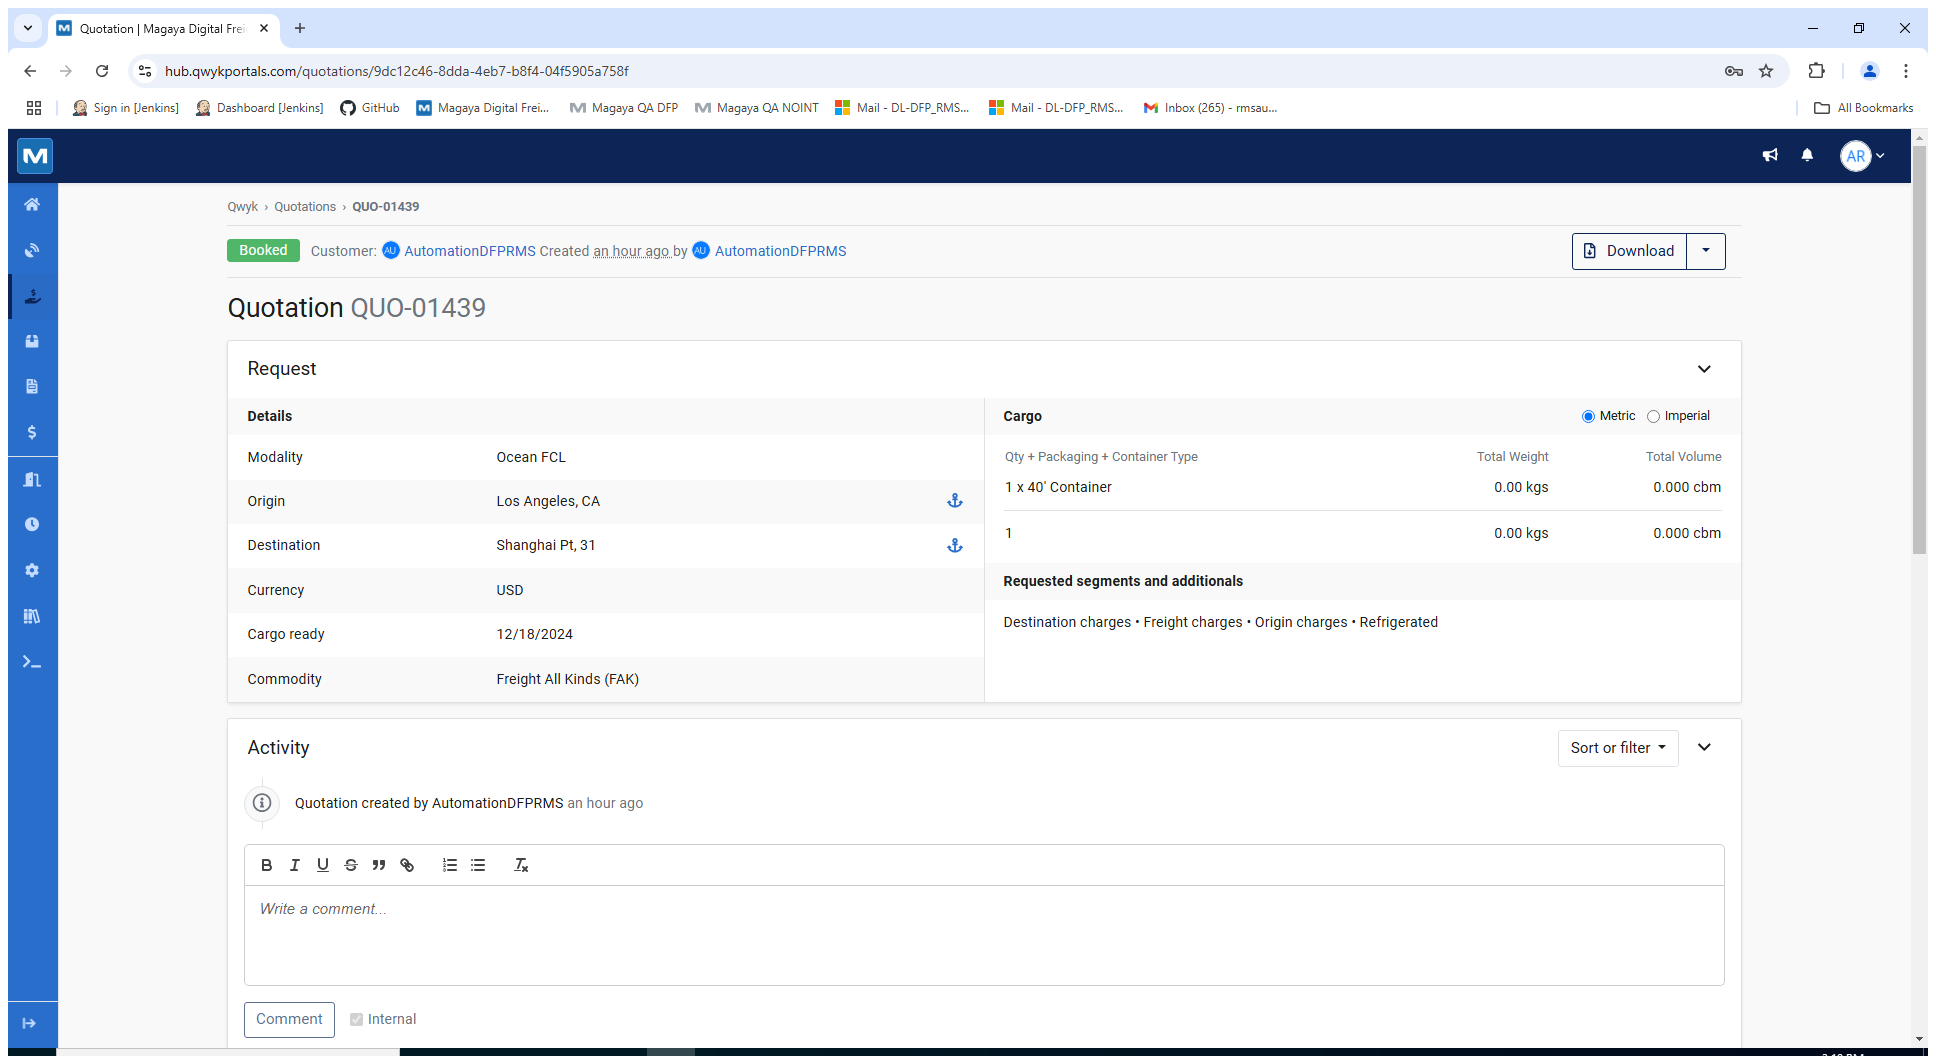 Quotation | Magaya Digital Frei
hub.qwykportals.com/quotations/9dc12c46-8dda-4eb7-b8f4-04f5905a758f
Sign in [Jenkins]
Dashboard [Jenkins]
GitHub
Magaya Digital Frei...
Magaya QA DFP
Magaya QA NOINT
Mail - DL-DFP_RMS...
Mail - DL-DFP_RMS...
Inbox (265) - rmsau...
All Bookmarks
M
AR
Qwyk › Quotations › QUO-01439
Booked Customer: AU AutomationDFPRMS Created an hour ago by AU AutomationDFPRMS
Download
Quotation QUO-01439
Request
Details
Modality Ocean FCL
Origin Los Angeles, CA
Destination Shanghai Pt, 31
Currency USD
Cargo ready 12/18/2024
Commodity Freight All Kinds (FAK)
Cargo Metric Imperial
Qty + Packaging + Container Type Total Weight Total Volume
1 x 40' Container 0.00 kgs 0.000 cbm
1 0.00 kgs 0.000 cbm
Requested segments and additionals
Destination charges • Freight charges • Origin charges • Refrigerated
Activity
Sort or filter
Quotation created by AutomationDFPRMS an hour ago
B I U S
Write a comment...
Comment Internal